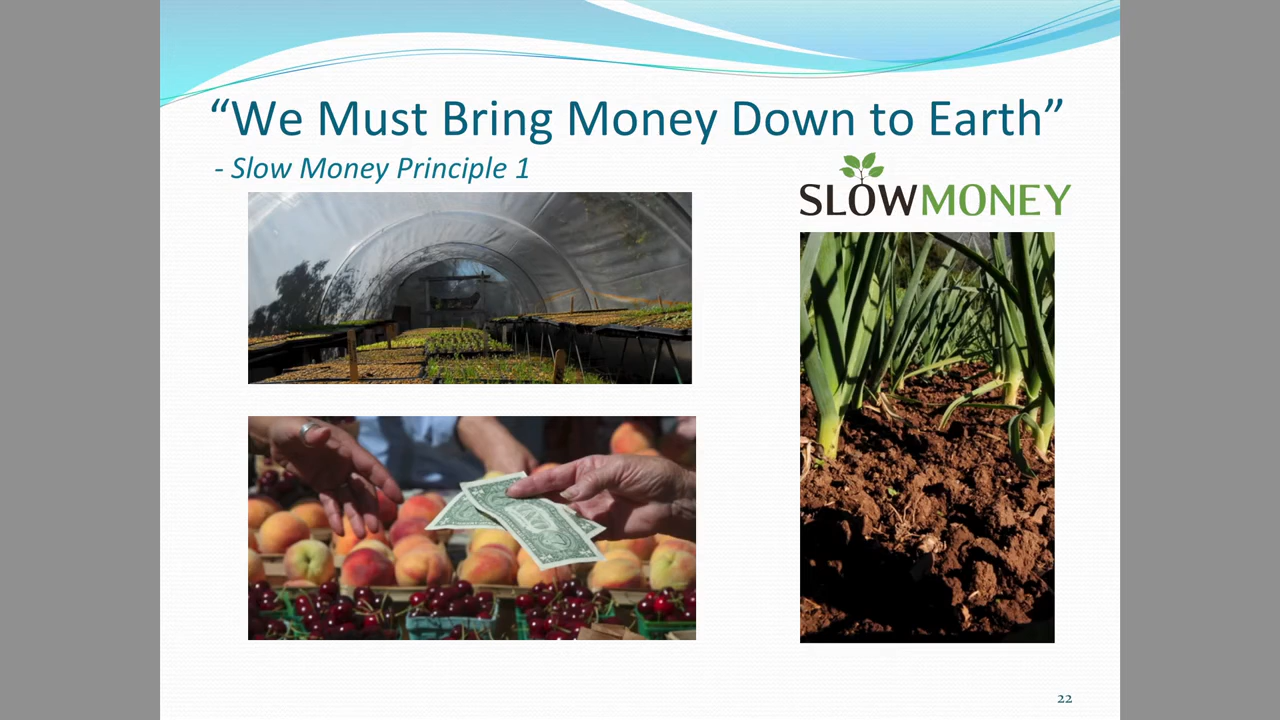 “We Must Bring Money Down to Earth”
- Slow Money Principle 1
SLOWMONEY
22